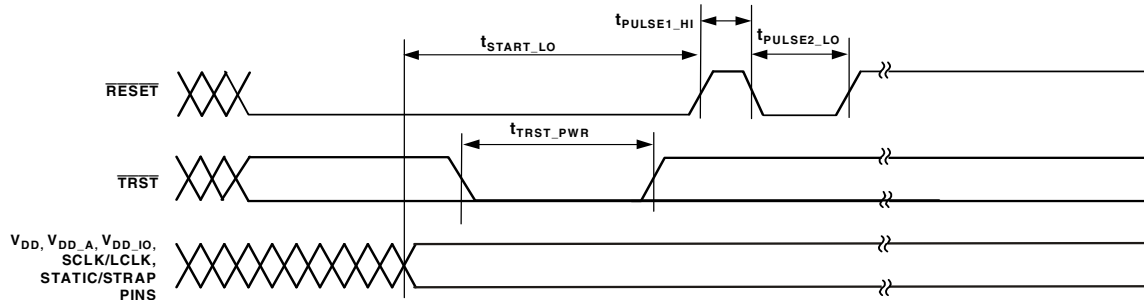 tPULSE1_HI
tSTART_LO
tPULSE2_LO
RESET
tTRST_PWR
TRST
VDD, VDD_A, VDD_IO,
SCLK/LCLK,
STATIC/STRAP
PINS